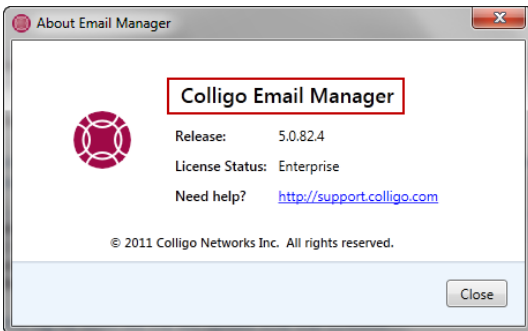 About Email Manager
Colligo Email Manager
Release: 5.0.82.4
License Status: Enterprise
Need help? http://support.colligo.com
© 2011 Colligo Networks Inc. All rights reserved.
Close